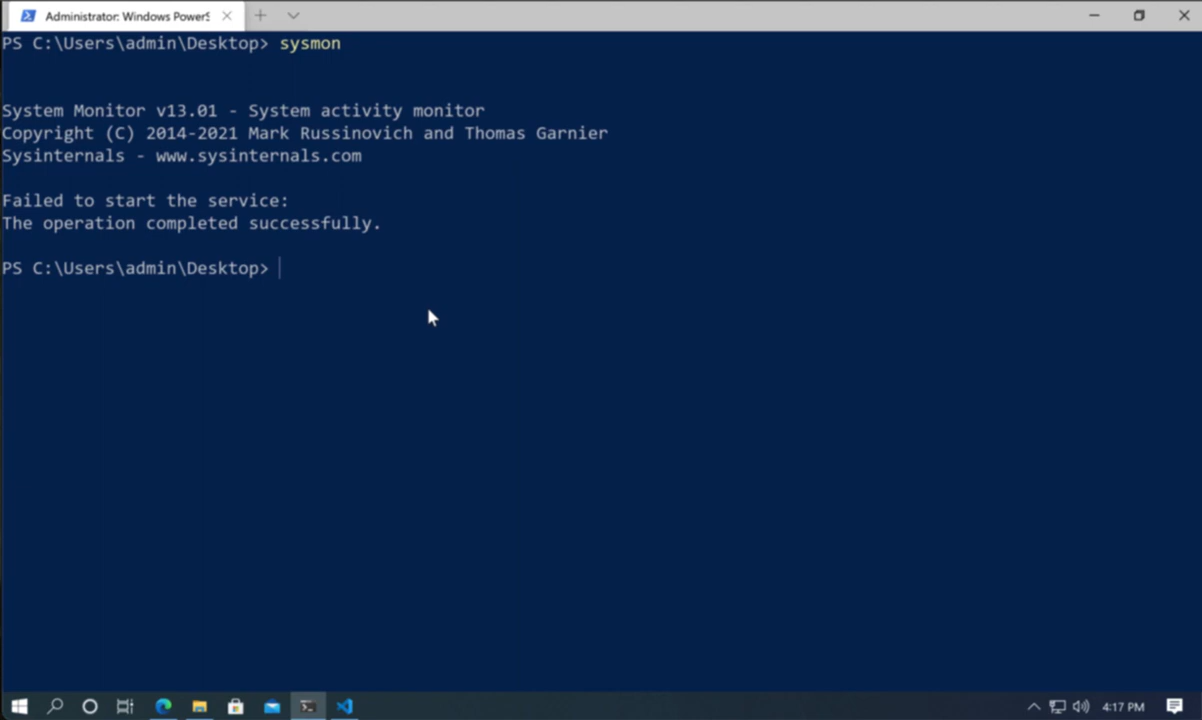 Administrator: Windows PowerS
PS C:\Users\admin\Desktop> sysmon
System Monitor v13.01 - System activity monitor
Copyright (C) 2014-2021 Mark Russinovich and Thomas Garnier
Sysinternals - www.sysinternals.com
Failed to start the service:
The operation completed successfully.
PS C:\Users\admin\Desktop>
4:17 PM